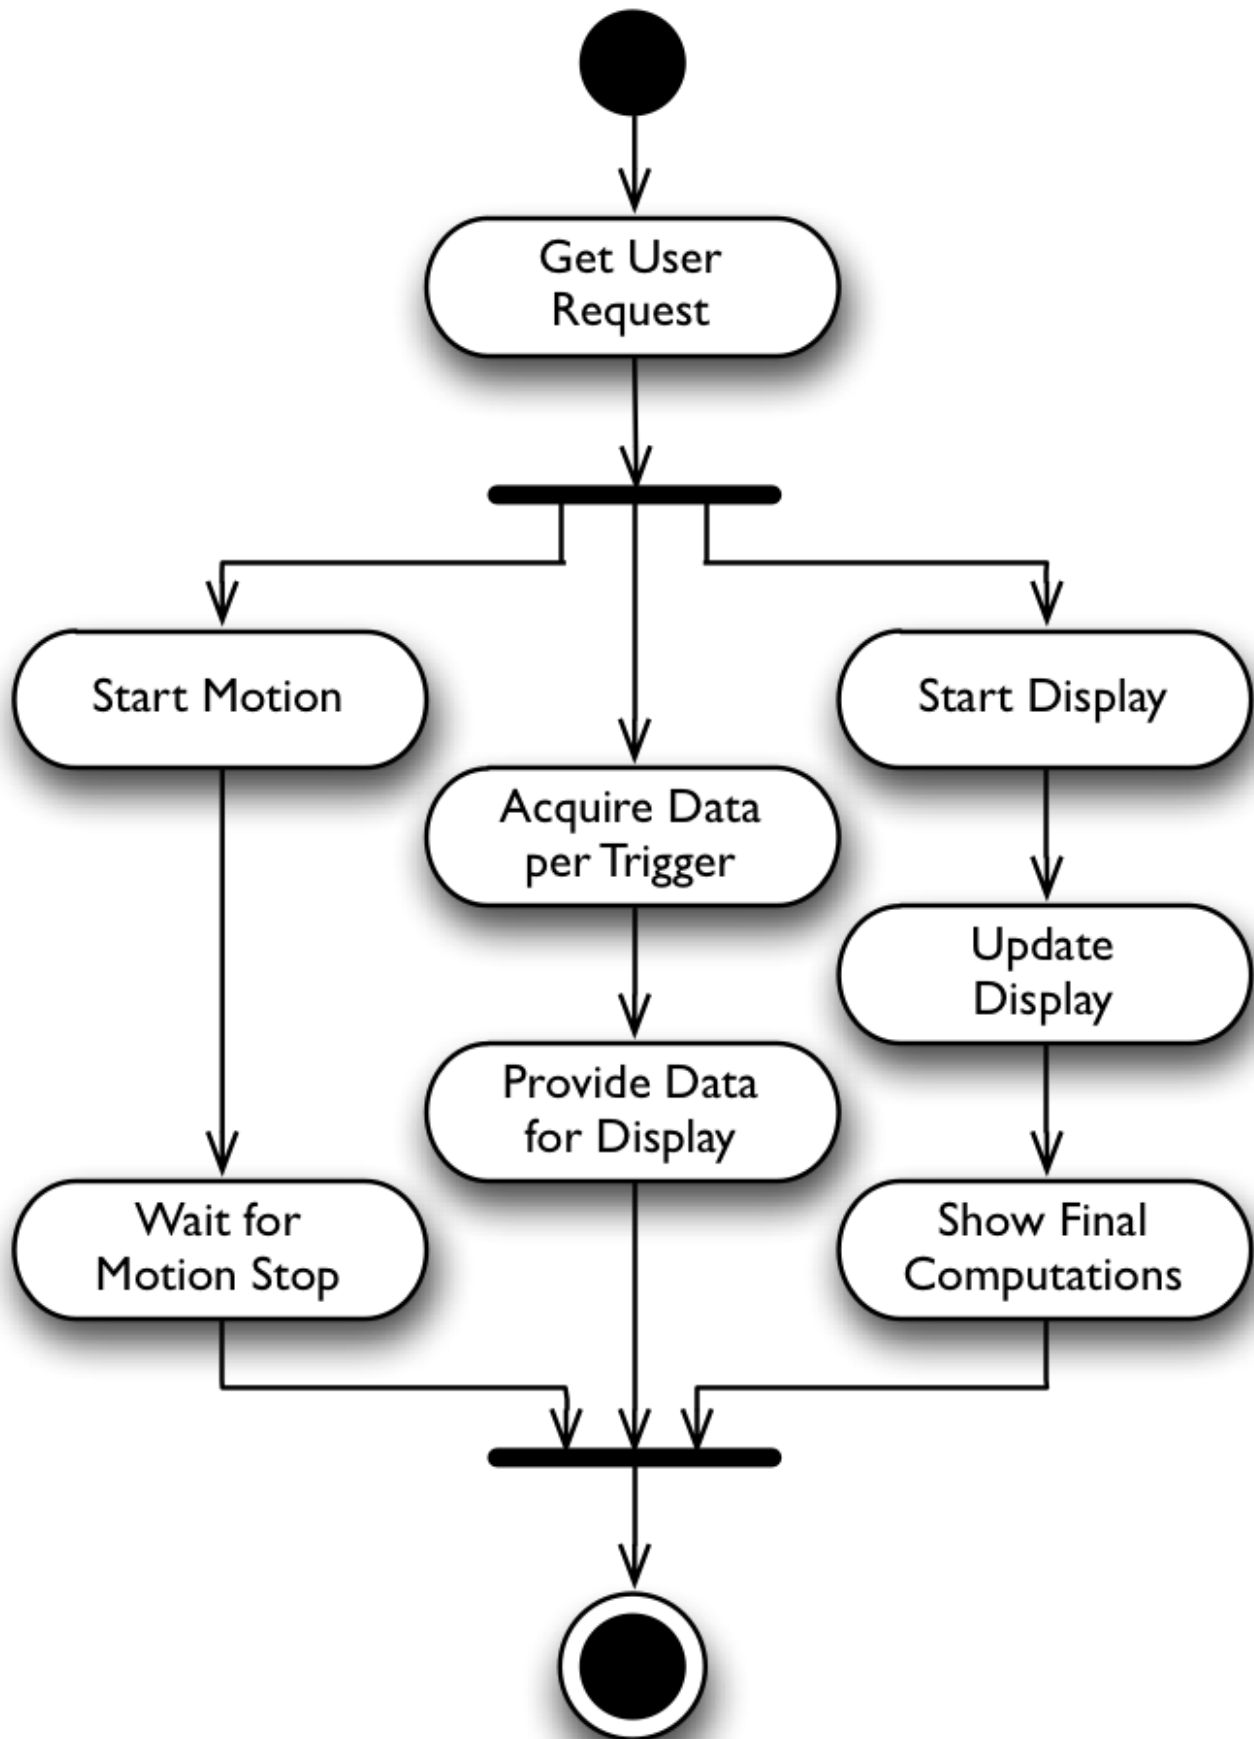 Get User
Request
Start Motion
Start Display
Acquire Data
per Trigger
Update
Display
Provide Data
for Display
Wait for
Motion Stop
Show Final
Computations